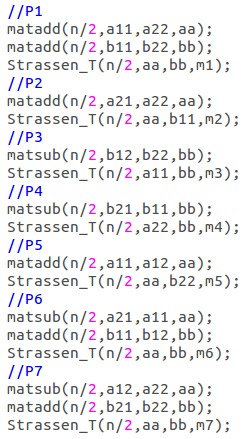 //P1
matadd(n/2,a11,a22,aa);
matadd(n/2,b11,b22,bb);
Strassen_T(n/2,aa,bb,m1);
//P2
matadd(n/2,a21,a22,aa);
Strassen_T(n/2,aa,b11,m2);
//P3
matsub(n/2,b12,b22,bb);
Strassen_T(n/2,a11,bb,m3);
//P4
matsub(n/2,b21,b11,bb);
Strassen_T(n/2,a22,bb,m4);
//P5
matadd(n/2,a11,a12,aa);
Strassen_T(n/2,aa,b22,m5);
//P6
matsub(n/2,a21,a11,aa);
matadd(n/2,b11,b12,bb);
Strassen_T(n/2,aa,bb,m6);
//P7
matsub(n/2,a12,a22,aa);
matadd(n/2,b21,b22,bb);
Strassen_T(n/2,aa,bb,m7);